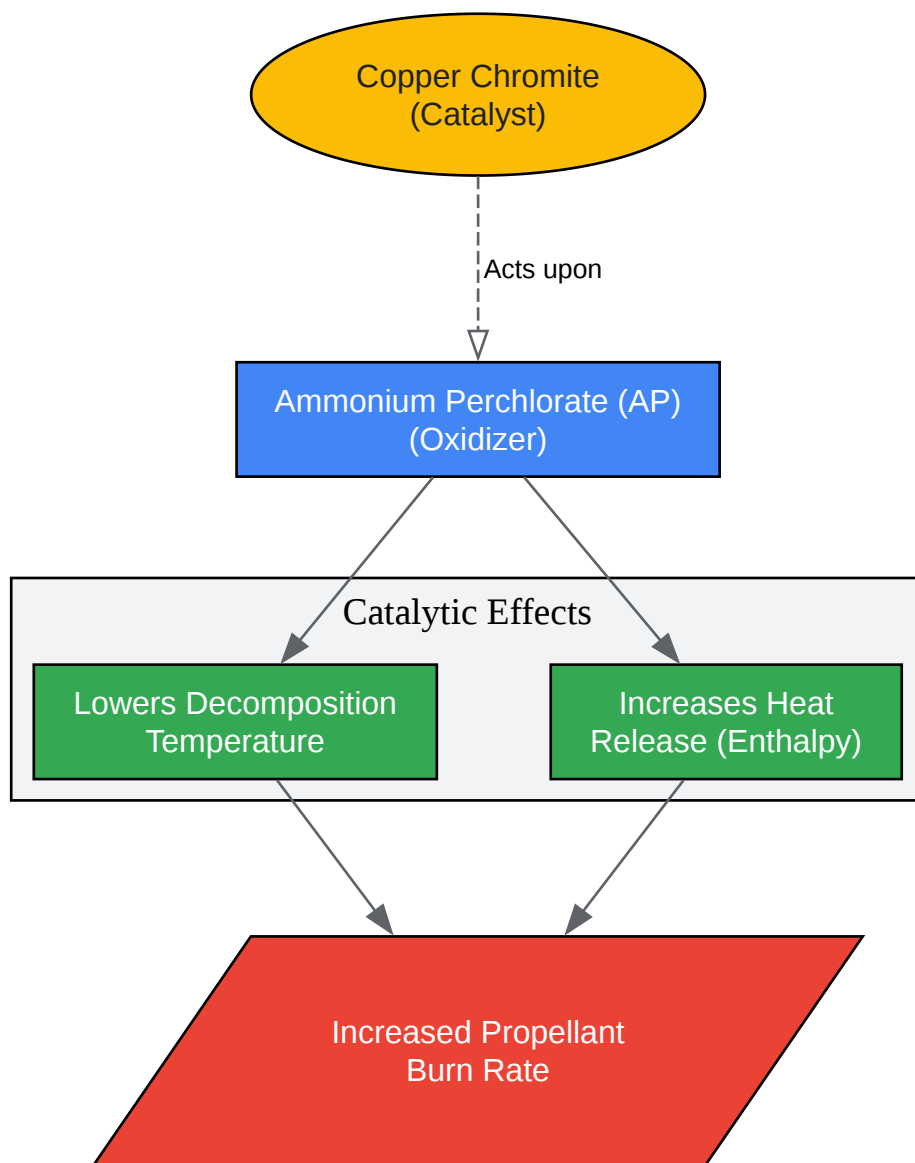 Copper Chromite
(Catalyst)
Acts upon
Ammonium Perchlorate (AP)
(Oxidizer)
Catalytic Effects
Lowers Decomposition
Temperature
Increases Heat
Release (Enthalpy)
Increased Propellant
Burn Rate